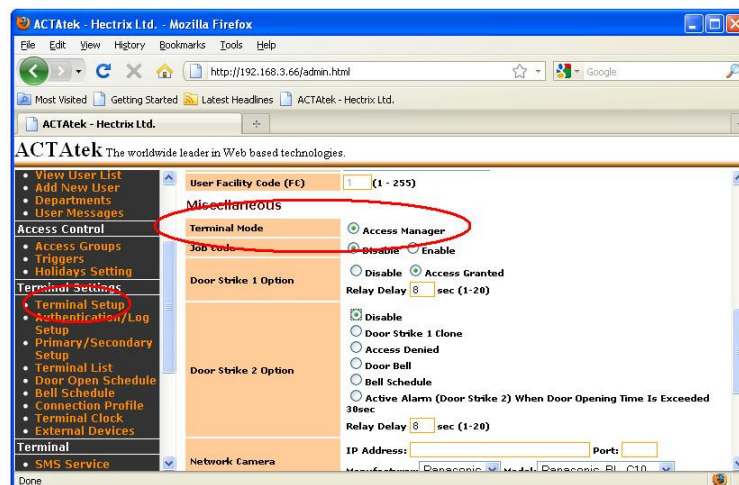 ACTAtek - Hectrix Ltd. - Mozilla Firefox
File Edit View History Bookmarks Tools Help
http://192.168.3.66/admin.html
Google
Most Visited Getting Started Latest Headlines ACTAtek - Hectrix Ltd.
ACTAtek - Hectrix Ltd.
ACTAtek The worldwide leader in Web based technologies.
View User List
Add New User
Departments
User Messages
Access Control
Access Groups
Triggers
Holidays Setting
Terminal Settings
Terminal Setup
Authentication/Log
Setup
Primary/Secondary
Setup
Terminal List
Door Open Schedule
Bell Schedule
Connection Profile
Terminal Clock
External Devices
Terminal
SMS Service
User Facility Code (FC) 1 (1 - 255)
Miscellaneous
Terminal Mode Access Manager
Job Code Disable Enable
Door Strike 1 Option Disable Access Granted
Relay Delay 8 sec (1-20)
Door Strike 2 Option
Disable
Door Strike 1 Clone
Access Denied
Door Bell
Bell Schedule
Active Alarm (Door Strike 2) When Door Opening Time Is Exceeded
30sec
Relay Delay 8 sec (1-20)
Network Camera
IP Address: Port:
Manufacturer: Panasonic Model: Panasonic BL C10
Done